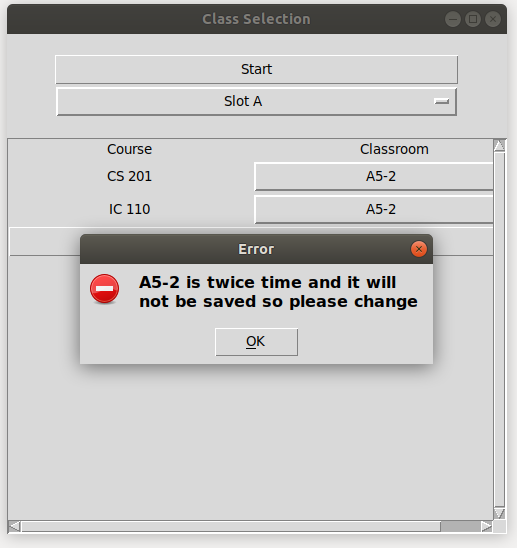 Class Selection
Start
Slot A
Course Classroom
CS 201 A5-2
IC 110 A5-2
Error
A5-2 is twice time and it will
not be saved so please change
OK